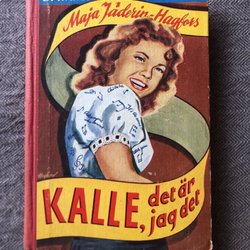 Maja Jäderin-Hagfors
KALLE, det är
jag det